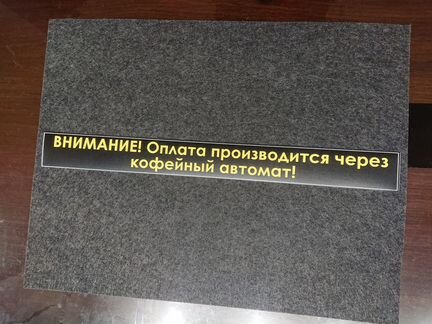 ВНИМАНИЕ! Оплата производится через
кофейный автомат!